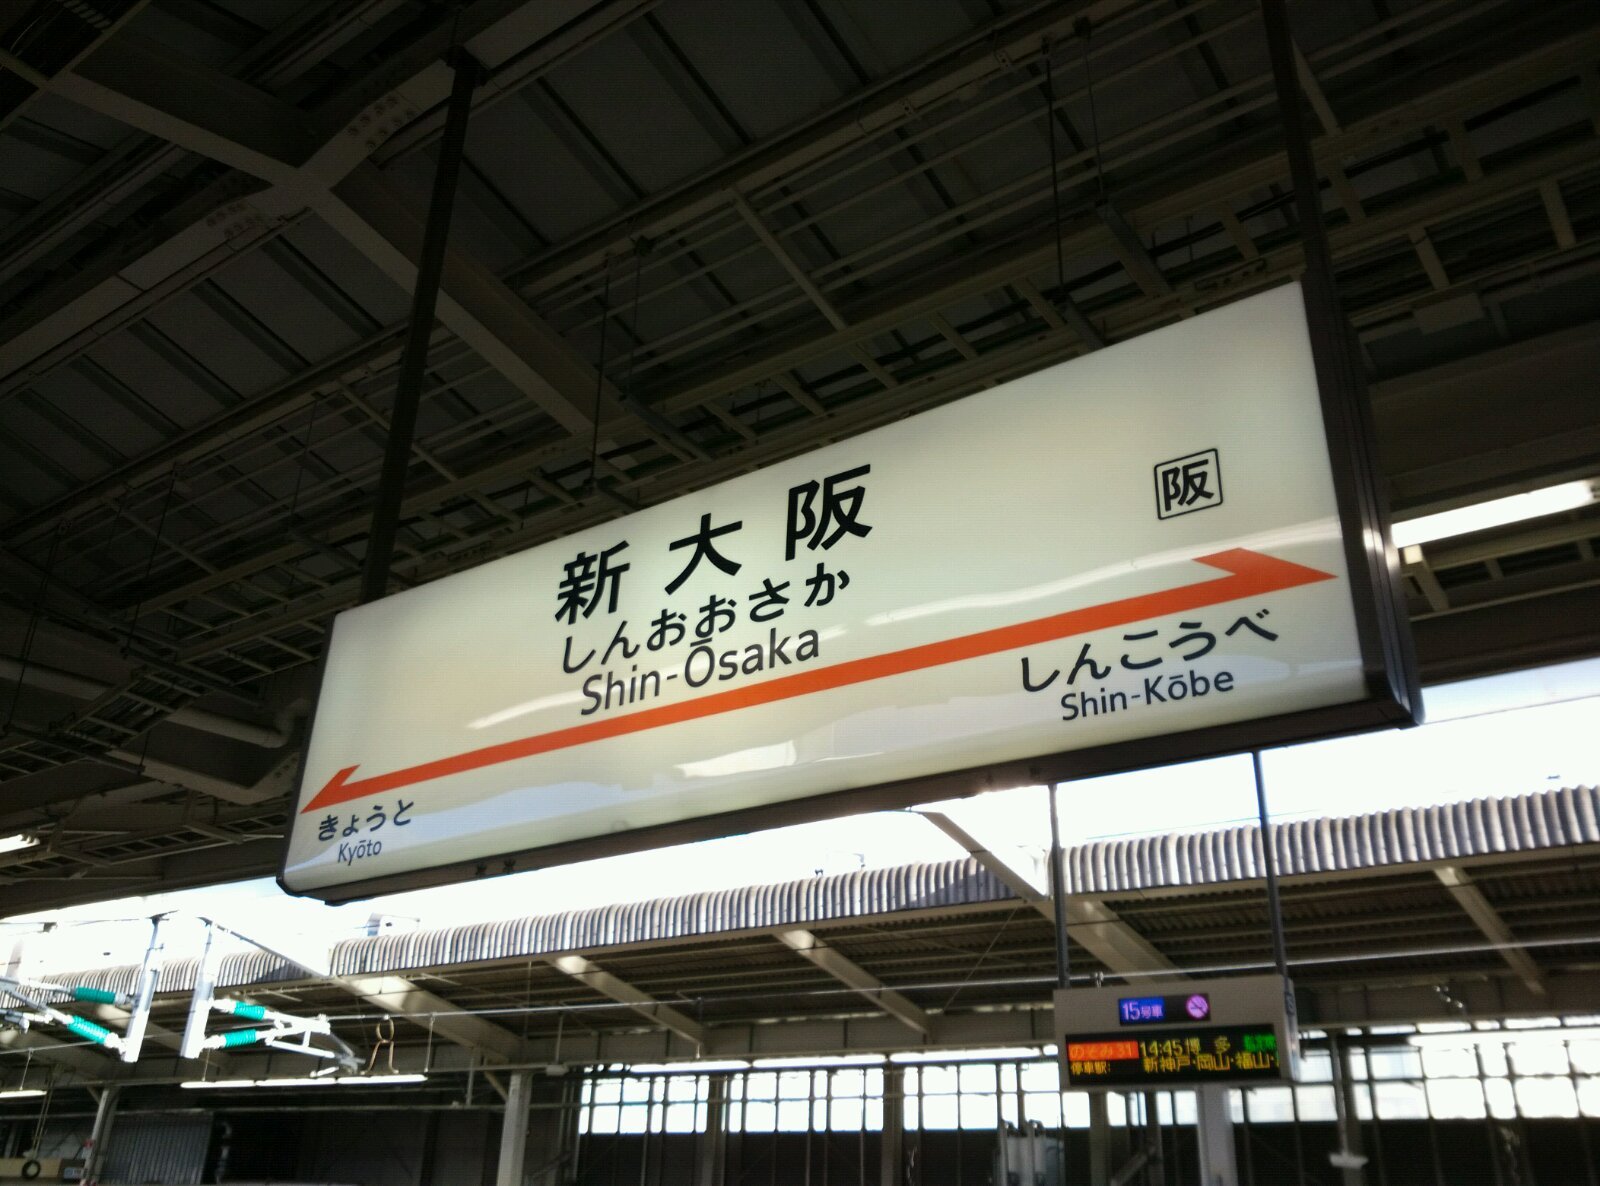 阪
新大阪
しんおおさか
Shin-Ōsaka
しんこうべ
Shin-Kōbe
きょうと
Kyōto
15号車
のぞみ31 14:45 博多
停車駅: 新神戸・岡山・福山・